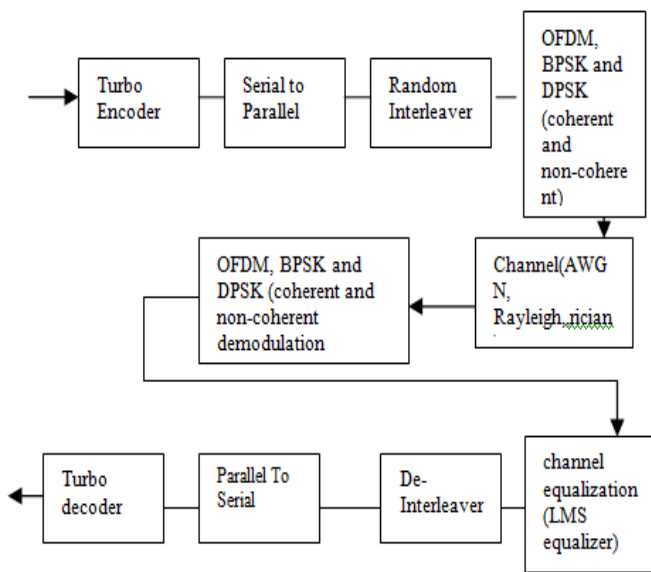 Turbo
Encoder
Serial to
Parallel
Random
Interleaver
OFDM,
BPSK and
DPSK
(coherent
and
non-cohere
nt)
Channel(AWG
N,
Rayleigh,,rician
OFDM, BPSK and
DPSK (coherent and
non-coherent
demodulation
channel
equalization
(LMS
equalizer)
De-
Interleaver
Parallel To
Serial
Turbo
decoder